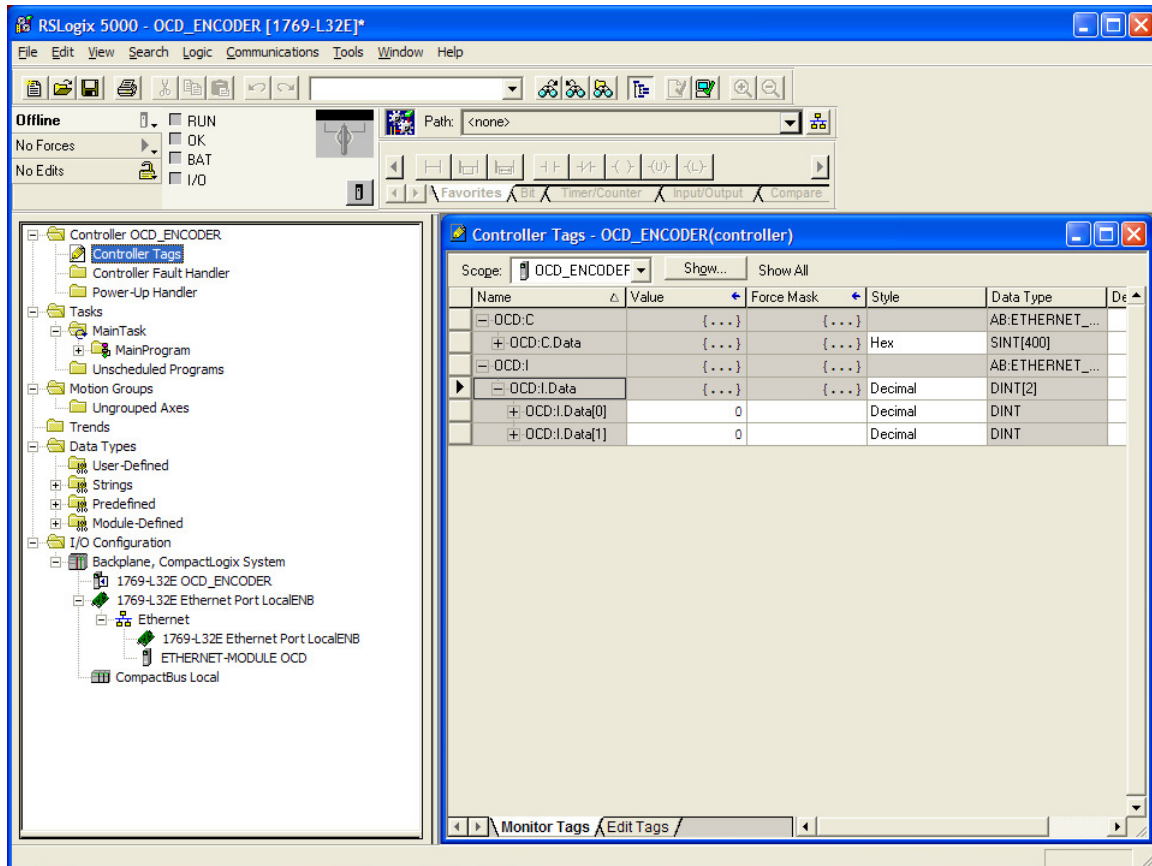 RSLogix 5000 - OCD_ENCODER [1769-L32E]*
File Edit View Search Logic Communications Tools Window Help
Offline
RUN
Path: <none>
No Forces
OK
BAT
No Edits
I/O
Favorites Bit Timer/Counter Input/Output Compare
Controller OCD_ENCODER
Controller Tags
Controller Fault Handler
Power-Up Handler
Tasks
MainTask
MainProgram
Unscheduled Programs
Motion Groups
Ungrouped Axes
Trends
Data Types
User-Defined
Strings
Predefined
Module-Defined
I/O Configuration
Backplane, CompactLogix System
1769-L32E OCD_ENCODER
1769-L32E Ethernet Port LocalENB
Ethernet
1769-L32E Ethernet Port LocalENB
ETHERNET-MODULE OCD
CompactBus Local
Controller Tags - OCD_ENCODER(controller)
Scope: OCD_ENCODEF Show... Show All
Name Value Force Mask Style Data Type De
OCD:C {...} {...} AB:ETHERNET_...
OCD:C.Data {...} {...} Hex SINT[400]
OCD:I {...} {...} AB:ETHERNET_...
OCD:I.Data {...} {...} Decimal DINT[2]
OCD:I.Data[0] 0 Decimal DINT
OCD:I.Data[1] 0 Decimal DINT
Monitor Tags Edit Tags